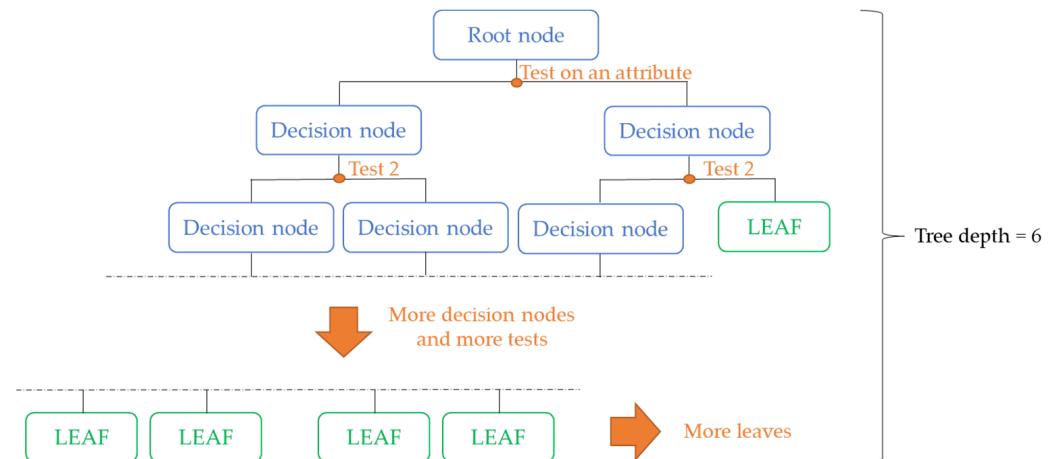 Root node
Test on an attribute
Decision node
Decision node
Test 2
Test 2
Decision node
Decision node
Decision node
LEAF
Tree depth = 6
More decision nodes
and more tests
LEAF
LEAF
LEAF
LEAF
More leaves